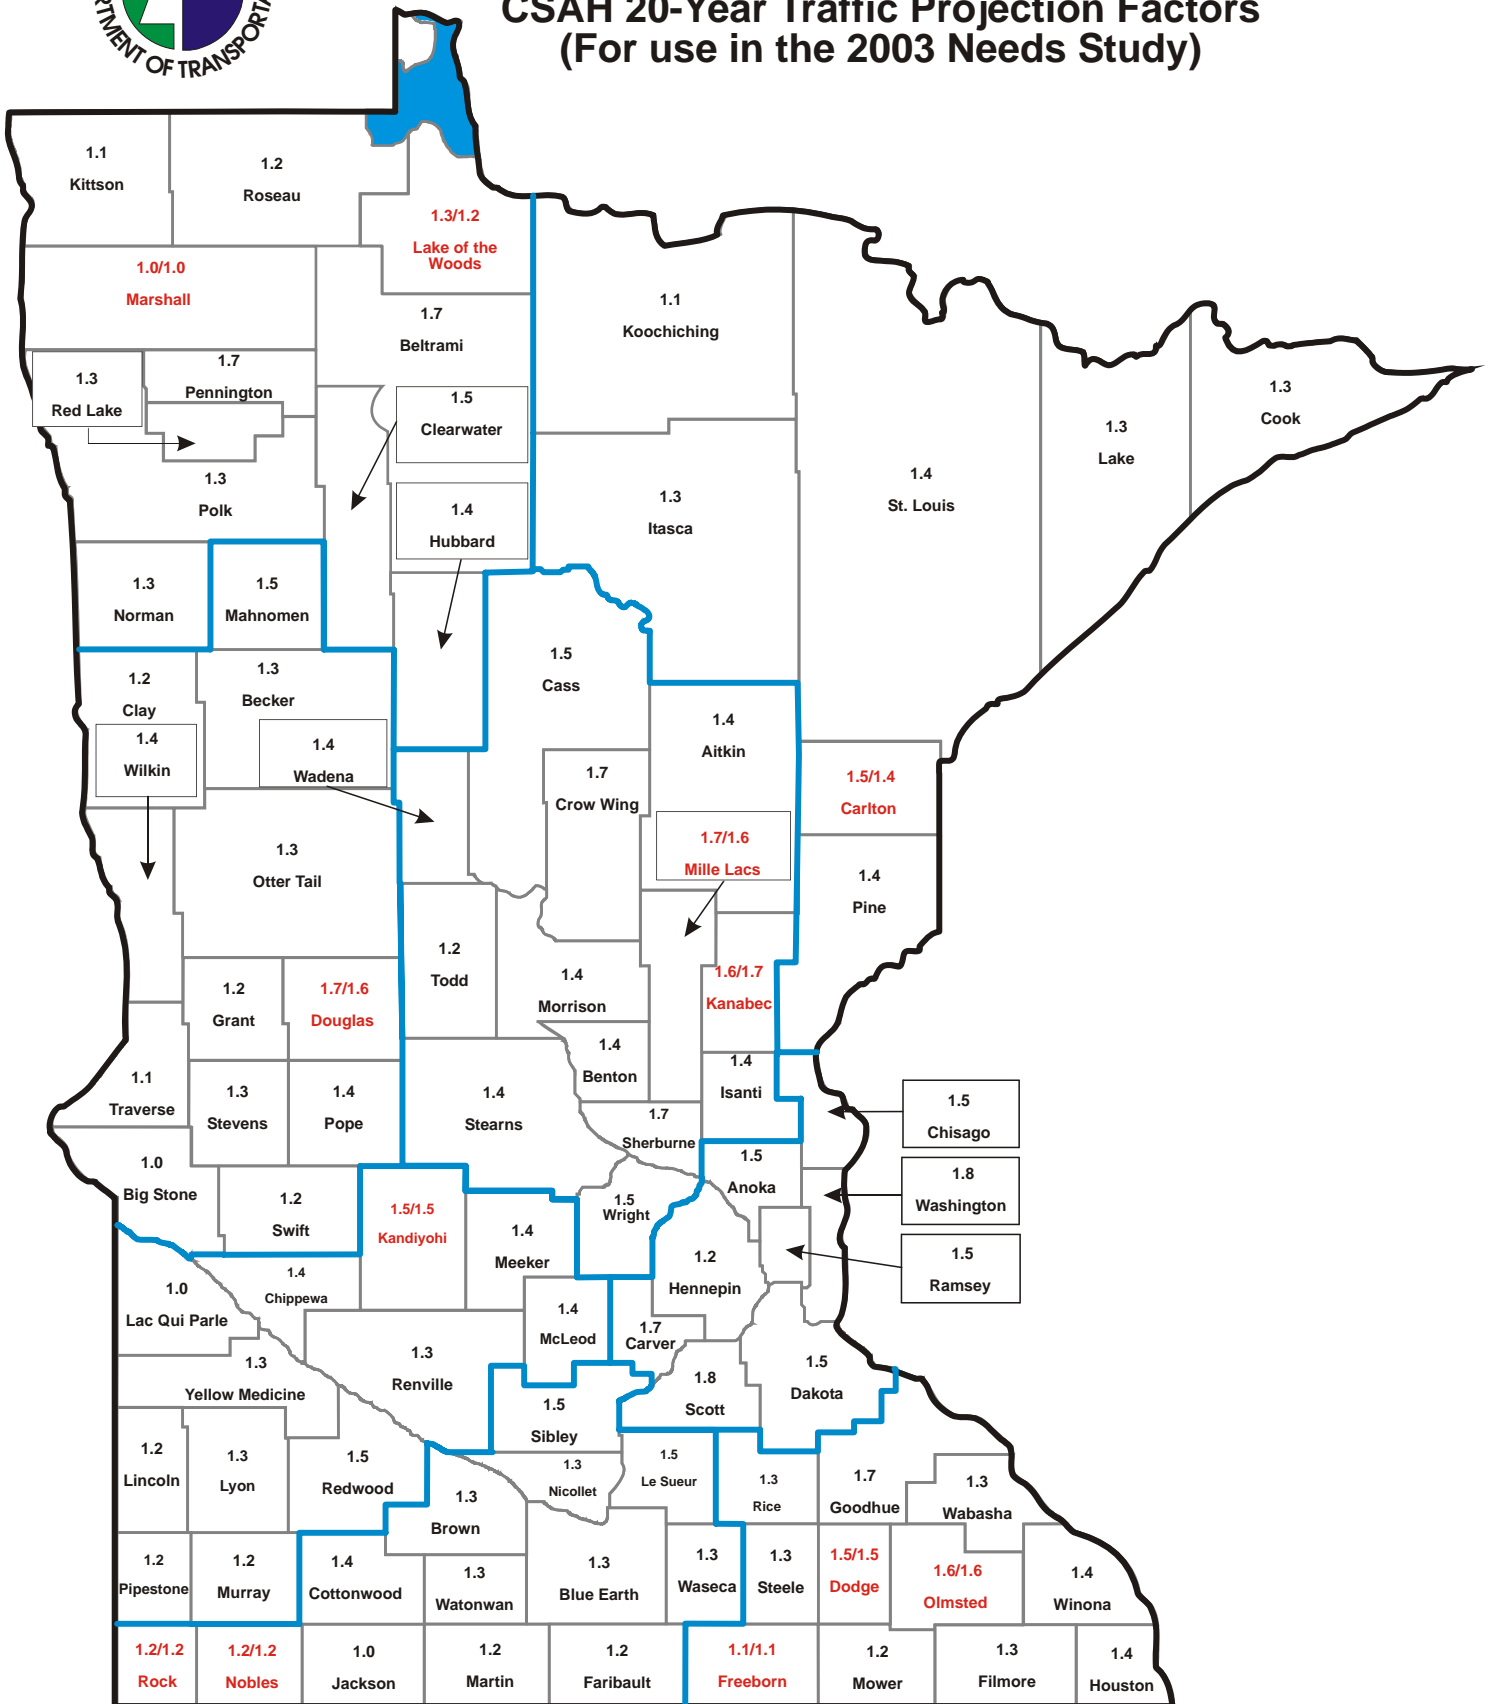 CSAH 20-Year Traffic Projection Factors
(For use in the 2003 Needs Study)
OF TRANSPORTA
1.1
Kittson
1.2
Roseau
1.3/1.2
Lake of the
Woods
1.0/1.0
Marshall
1.7
Beltrami
1.1
Koochiching
1.7
Pennington
1.3
Red Lake
1.5
Clearwater
1.3
Cook
1.3
Lake
1.3
Polk
1.4
Hubbard
1.3
Itasca
1.4
St. Louis
1.3
Norman
1.5
Mahnomen
1.2
Clay
1.3
Becker
1.5
Cass
1.4
Aitkin
1.4
Wilkin
1.4
Wadena
1.7
Crow Wing
1.5/1.4
Carlton
1.3
Otter Tail
1.7/1.6
Mille Lacs
1.4
Pine
1.2
Grant
1.7/1.6
Douglas
1.2
Todd
1.4
Morrison
1.6/1.7
Kanabec
1.1
Traverse
1.3
Stevens
1.4
Pope
1.4
Stearns
1.4
Benton
1.4
Isanti
1.5
Chisago
1.7
Sherburne
1.0
Big Stone
1.2
Swift
1.5/1.5
Kandiyohi
1.4
Meeker
1.5
Wright
1.5
Anoka
1.8
Washington
1.2
Hennepin
1.5
Ramsey
1.0
Lac Qui Parle
1.4
Chippewa
1.4
McLeod
1.7
Carver
1.3
Yellow Medicine
1.3
Renville
1.8
Scott
1.5
Dakota
1.5
Sibley
1.2
Lincoln
1.3
Lyon
1.5
Redwood
1.3
Nicollet
1.5
Le Sueur
1.3
Rice
1.7
Goodhue
1.3
Wabasha
1.3
Brown
1.2
Pipestone
1.2
Murray
1.4
Cottonwood
1.3
Watonwan
1.3
Blue Earth
1.3
Waseca
1.3
Steele
1.5/1.5
Dodge
1.6/1.6
Olmsted
1.4
Winona
1.2/1.2
Rock
1.2/1.2
Nobles
1.0
Jackson
1.2
Martin
1.2
Faribault
1.1/1.1
Freeborn
1.2
Mower
1.3
Filmore
1.4
Houston